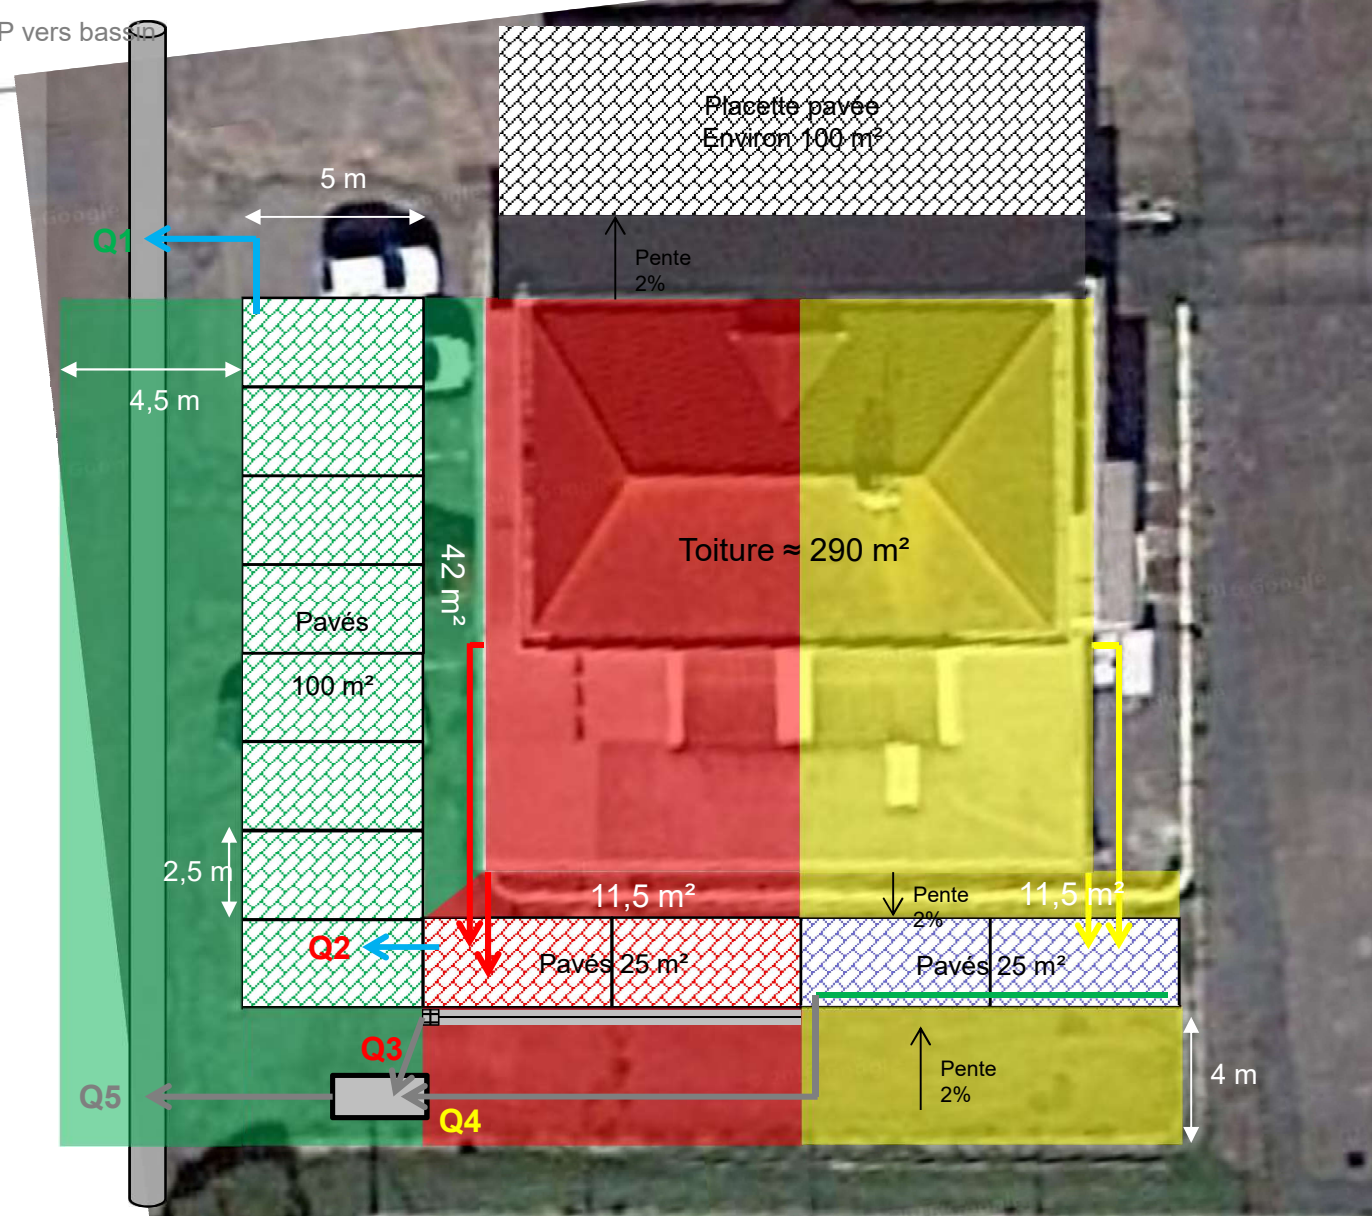 P vers bassin
Placette pavée
Environ 100 m²
5 m
Q1
Pente
2%
4,5 m
Toiture ≈ 290 m²
42 m²
Pavés
100 m²
2,5 m
11,5 m²
Pente
2%
11,5 m²
Q2
Pavés 25 m²
Pavés 25 m²
Q3
Pente
2%
4 m
Q5
Q4
Google